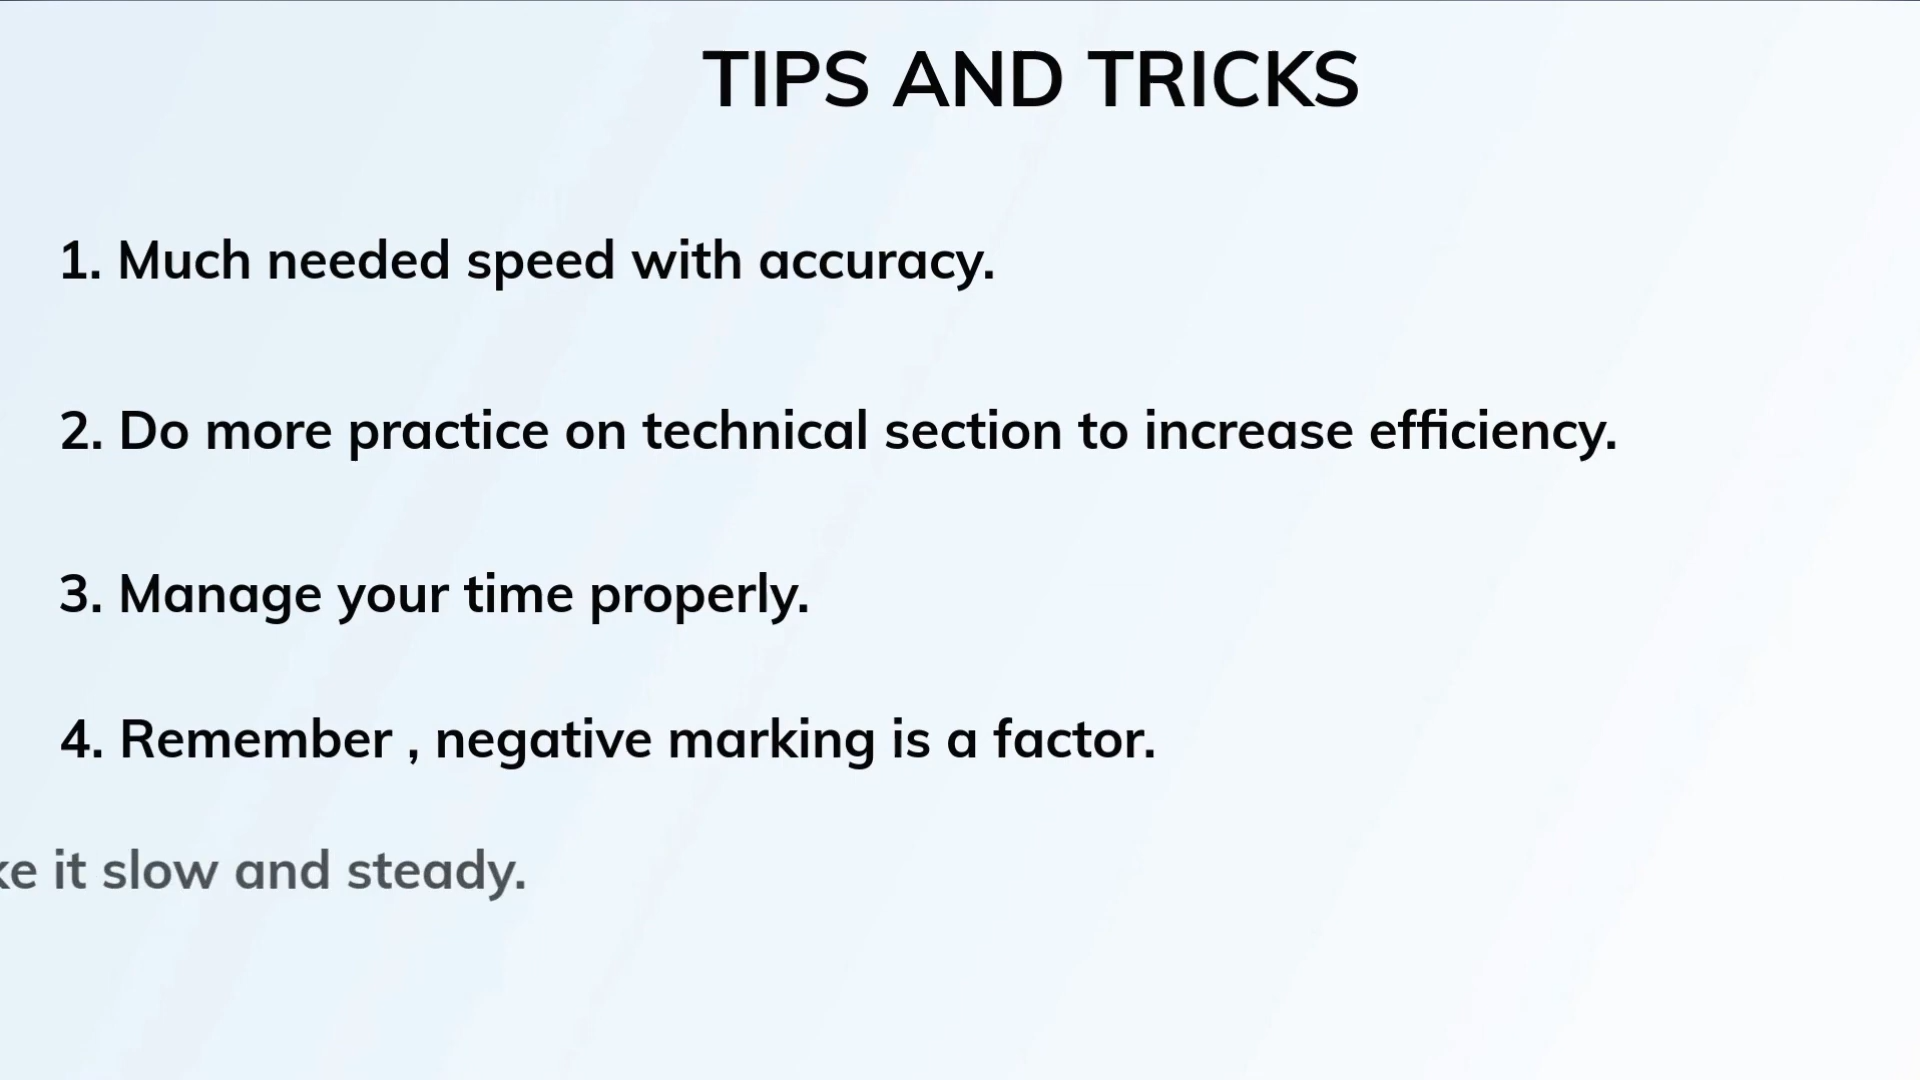 TIPS AND TRICKS
1. Much needed speed with accuracy.
2. Do more practice on technical section to increase efficiency.
3. Manage your time properly.
4. Remember , negative marking is a factor.
it slow and steady.